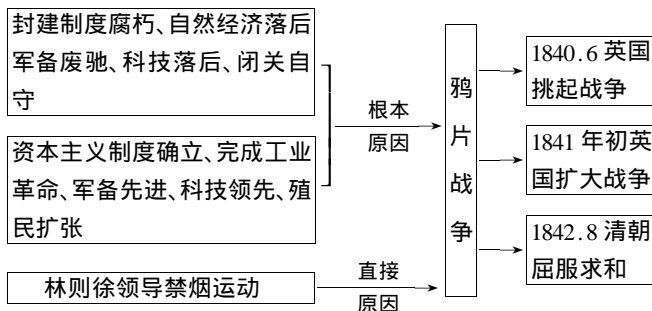 封建制度腐朽、自然经济落后
军备废驰、科技落后、闭关自
守
资本主义制度确立、完成工业
革命、军备先进、科技领先、殖
民扩张
林则徐领导禁烟运动
根本
原因
直接
原因
鸦
片
战
争
1840.6 英国
挑起战争
1841 年初英
国扩大战争
1842.8 清朝
屈服求和